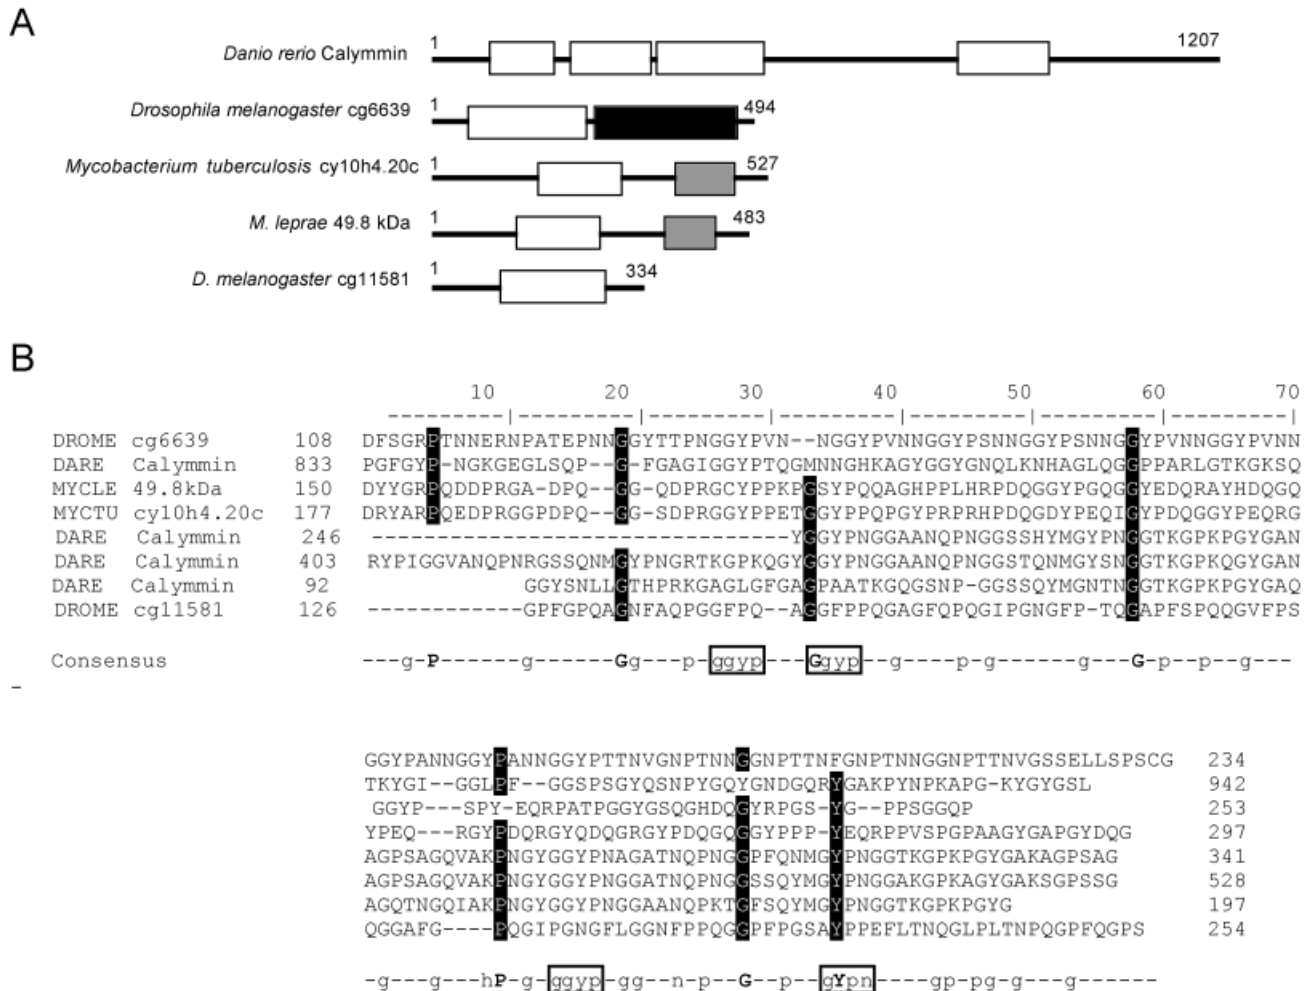 A
Danio rerio Calymmin 1 1207
Drosophila melanogaster cg6639 1 494
Mycobacterium tuberculosis cy10h4.20c 1 527
M. leprae 49.8 kDa 1 483
D. melanogaster cg11581 1 334
B
10 20 30 40 50 60 70
DROME cg6639 108 DFSGRPTNNERNPATEPNNGGYTTPNGGYPVN--NGGYPVNNGGYPSNNGGYPSNNGGYPVNNGGYPVNN
DARE Calymmin 833 PGFGYP-NGKGEGLSQP--G-FGAGIGGYPTQGMNNGHKAGYGGYGNQLKNHAGLQGGPPARLGTKGKSQ
MYCLE 49.8kDa 150 DYYGRPQDDPRGA-DPQ--GG-QDPRGCYPPKPGSYPQQAGHPPLHRPDQGGYPGQGGYEDQRAYHDQGQ
MYCTU cy10h4.20c 177 DRYARPQEDPRGGPDPQ--GG-SDPRGGYPPETGGYPPQPGYPRPRHPDQGDYPEQIGYPDQGGYPEQRG
DARE Calymmin 246 --------------------------------YGGYPNGGAANQPNGGSSHYMGYPNGGTKGPKPGYGAN
DARE Calymmin 403 RYPIGGVANQPNRGSSQNMGYPNGRTKGPKQGYGGYPNGGAANQPNGGSTQNMGYSNGGTKGPKQGYGAN
DARE Calymmin 92 GGYSNLLGTHPRKGAGLGFGAGPAATKGQGSNP-GGSSQYMGNTNGGTKGPKPGYGAQ
DROME cg11581 126 ------------GPFGPQAGNFAQPGGFPQ--AGGFPPQGAGFQPQGIPGNGFP-TQGAPFSPQQGVFPS
Consensus ---g-P------g------Gg---p-ggyp---Ggyp--g----p-g------g---G-p--p--g---
-
GGYPANNGGYPANNGGYPTTNVGNPTNNGGNPTTNFGNPTNNGGNPTTNVGSSELLSPSCG 234
TKYGI--GGLPF--GGSPSGYQSNPYGQYGNDGQRYGAKPYNPKAPG-KYGYGSL 942
GGYP---SPY-EQRPATPGGYGSQGHDQGYRPGS-YG--PPSGGQP 253
YPEQ---RGYPDQRGYQDQGRGYPDQGQGGYPPP-YEQRPPVSPGPAAGYGAPGYDQG 297
AGPSAGQVAKPNGYGGYPNAGATNQPNGGPFQNMGYPNGGTKGPKPGYGAKAGPSAG 341
AGPSAGQVAKPNGYGGYPNGGATNQPNGGSSQYMGYPNGGAKGPKAGYGAKSGPSSG 528
AGQTNGQIAKPNGYGGYPNGGAANQPKTGFSQYMGYPNGGTKGPKPGYG 197
QGGAFG----PQGIPGNGFLGGNFPPQGGPFPGSAYPPEFLTNQGLPLTNPQGPFQGPS 254
-g---g---hP-g-ggyp-gg--n-p--G--p--gYpn----gp-pg-g---g------